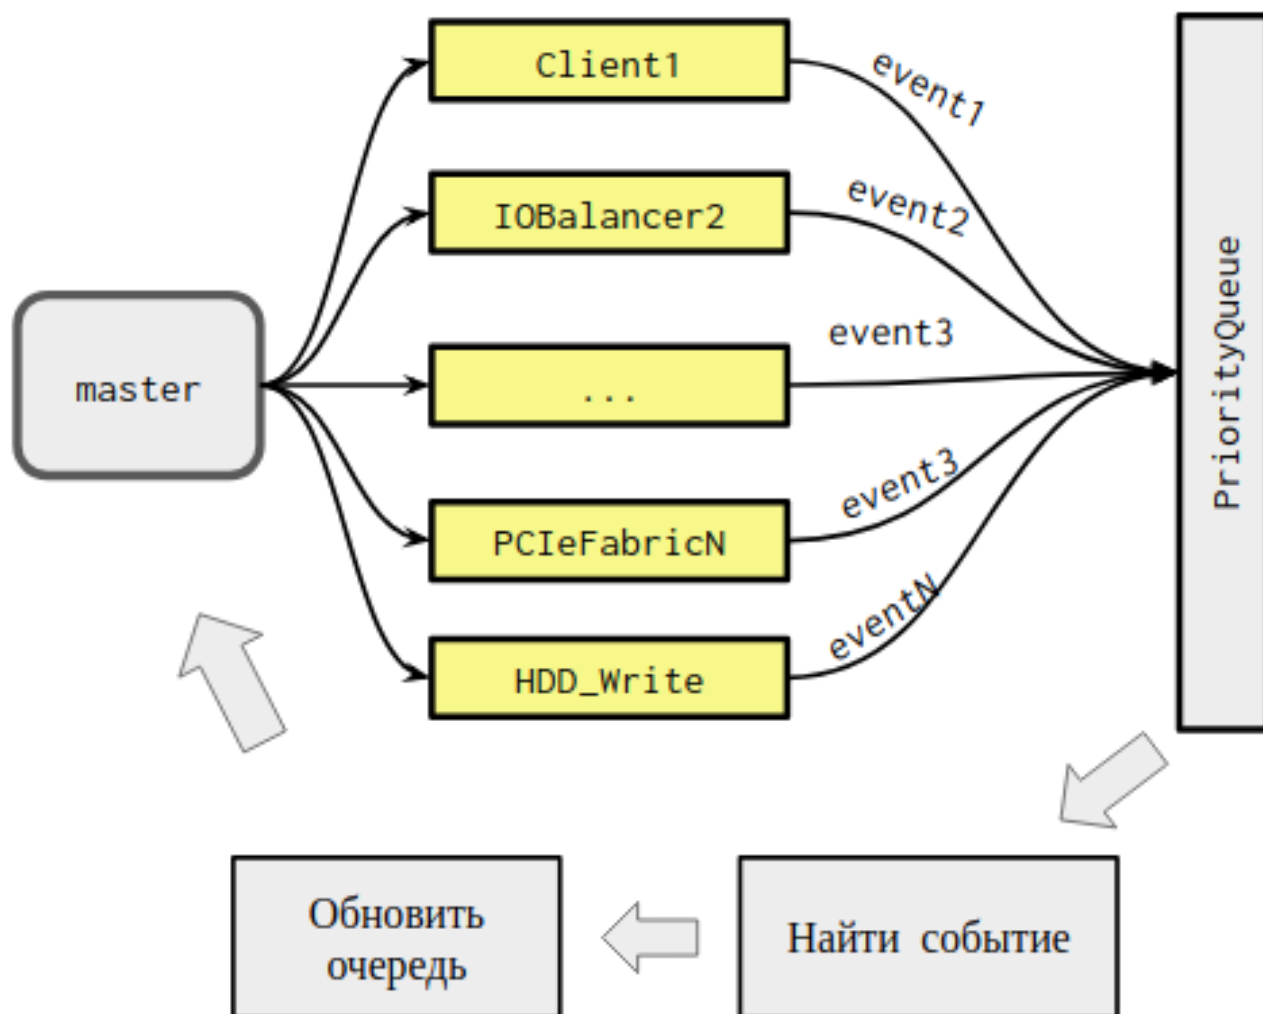 Client1
event1
IOBalancer2
event2
event3
master
...
PriorityQueue
event3
PCIeFabricN
eventN
HDD_Write
Обновить
очередь
Найти событие